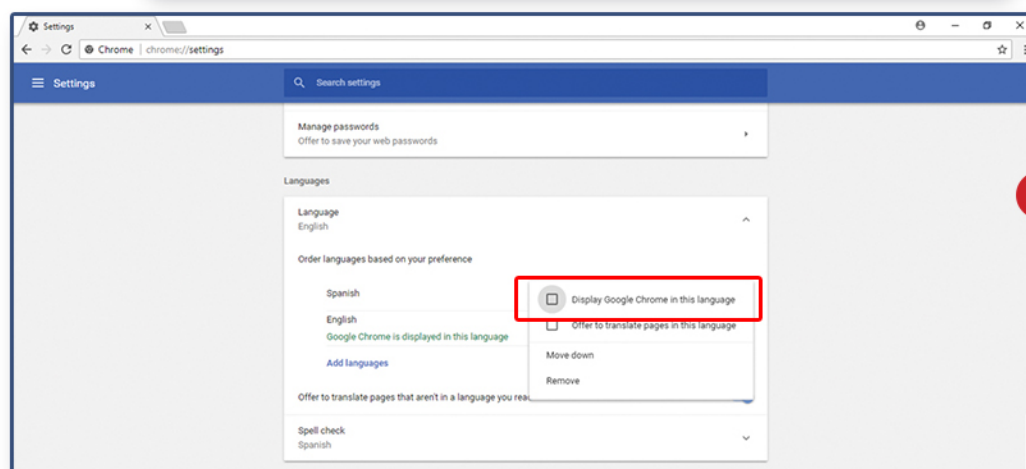 Settings
Chrome | chrome://settings
Settings
Search settings
Manage passwords
Offer to save your web passwords
Languages
Language
English
Order languages based on your preference
Spanish
Display Google Chrome in this language
English
Offer to translate pages in this language
Google Chrome is displayed in this language
Move down
Add languages
Remove
Offer to translate pages that aren't in a language you
Spell check
Spanish